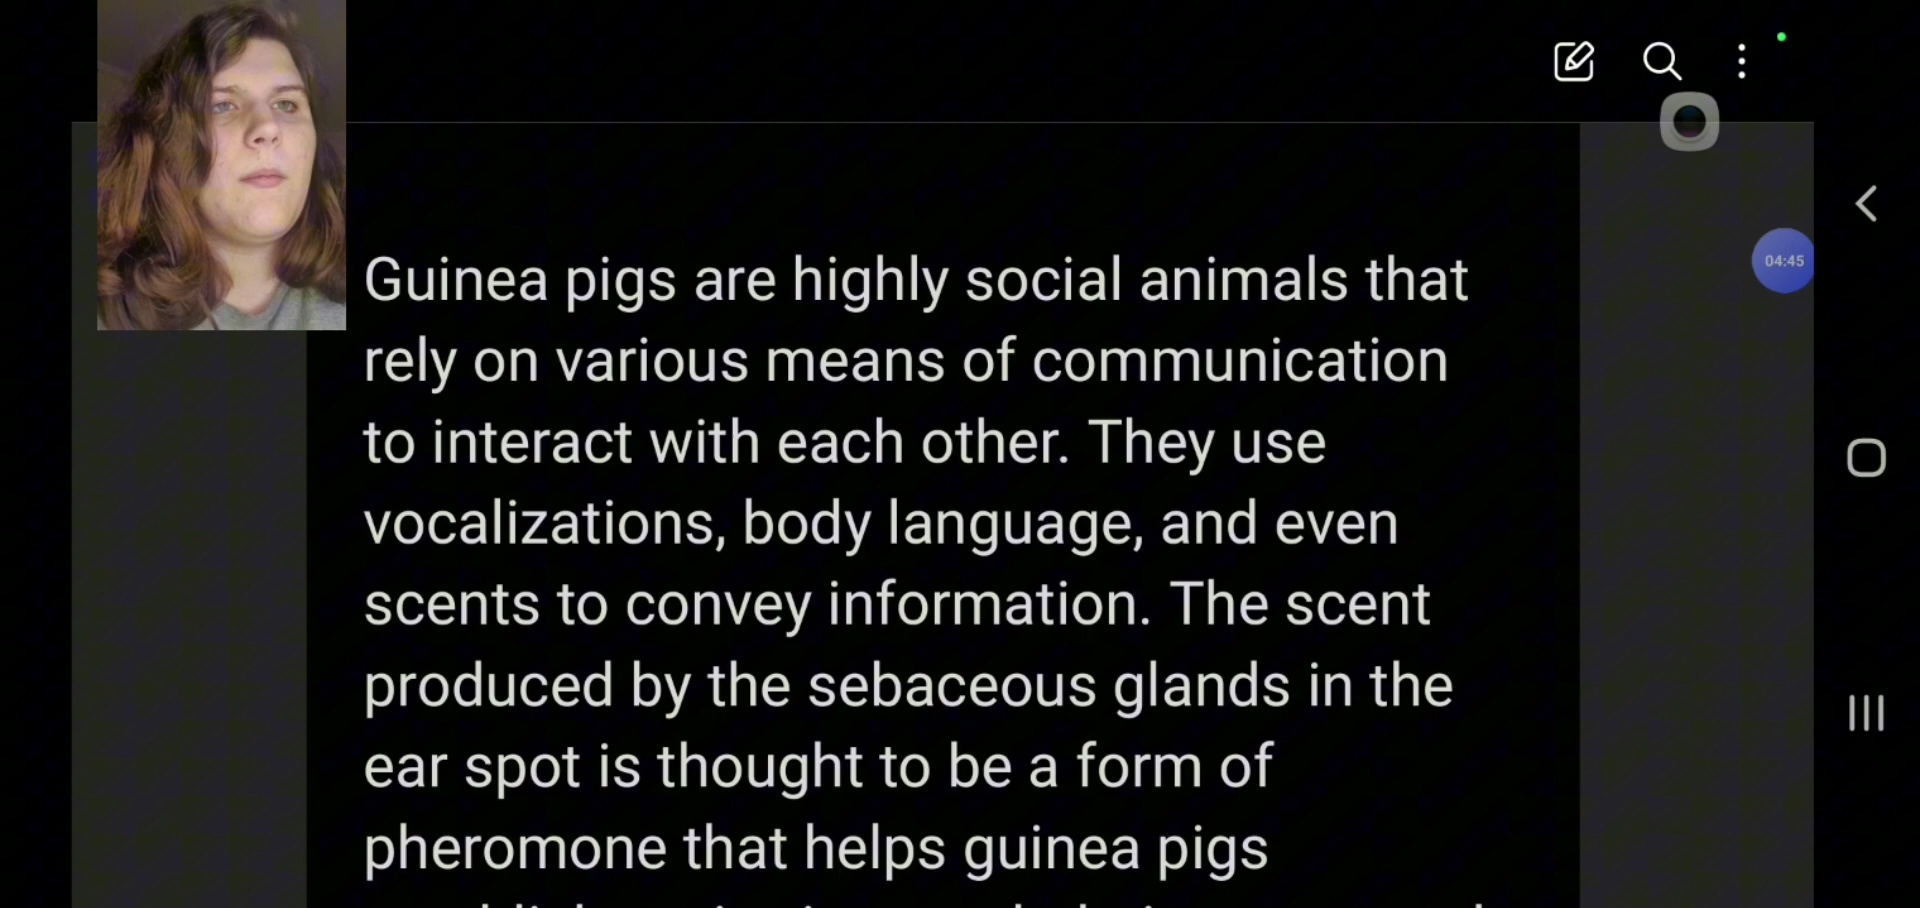 04:45
Guinea pigs are highly social animals that
rely on various means of communication
to interact with each other. They use
vocalizations, body language, and even
scents to convey information. The scent
produced by the sebaceous glands in the
ear spot is thought to be a form of
pheromone that helps guinea pigs